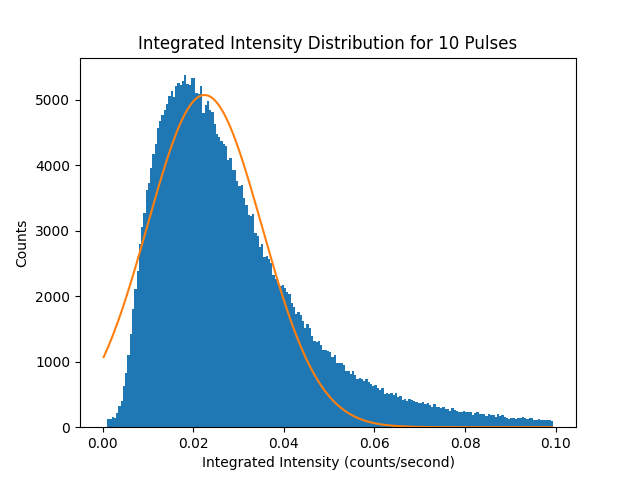 Integrated Intensity Distribution for 10 Pulses
5000
4000
3000
2000
1000
0
Counts
0.00 0.02 0.04 0.06 0.08 0.10
Integrated Intensity (counts/second)